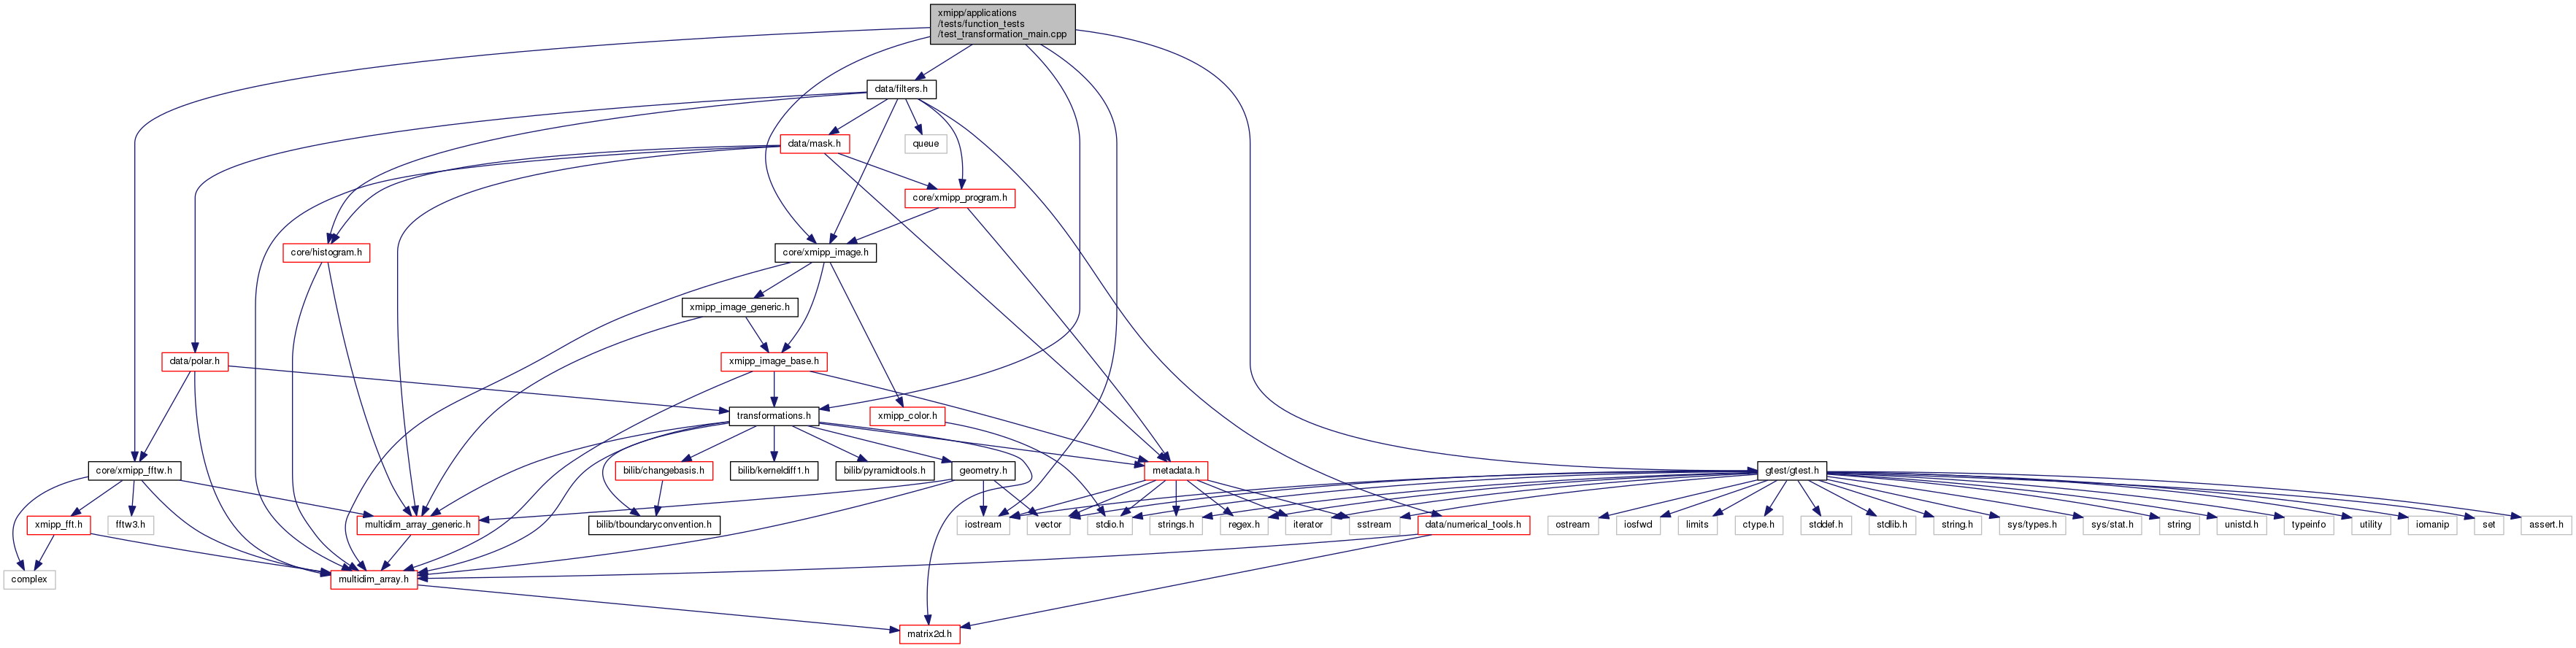 xmipp/applications
/tests/function_tests
/test_transformation_main.cpp
data/filters.h
data/mask.h
queue
core/xmipp_program.h
core/histogram.h
core/xmipp_image.h
xmipp_image_generic.h
data/polar.h
xmipp_image_base.h
transformations.h
xmipp_color.h
core/xmipp_fftw.h
bilib/changebasis.h
bilib/kerneldiff1.h
bilib/pyramidtools.h
geometry.h
metadata.h
gtest/gtest.h
xmipp_fft.h
fftw3.h
multidim_array_generic.h
bilib/tboundaryconvention.h
iostream
vector
stdio.h
strings.h
regex.h
iterator
sstream
data/numerical_tools.h
ostream
iosfwd
limits
ctype.h
stddef.h
stdlib.h
string.h
sys/types.h
sys/stat.h
string
unistd.h
typeinfo
utility
iomanip
set
assert.h
complex
multidim_array.h
matrix2d.h